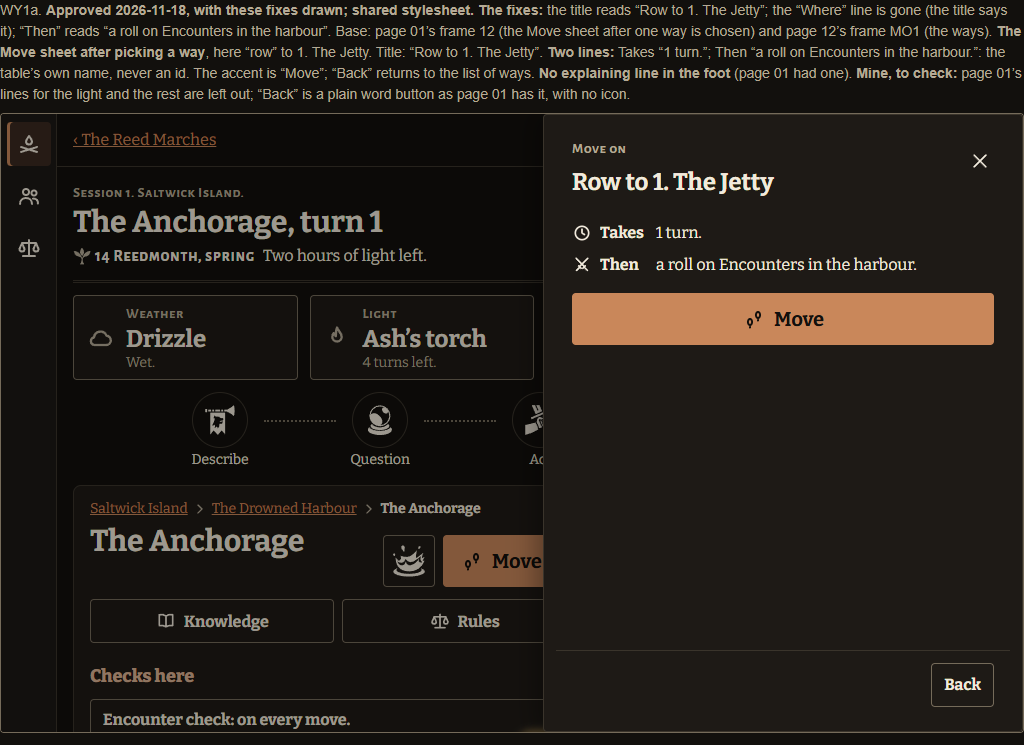 WY1a. Approved 2026-11-18, with these fixes drawn; shared stylesheet. The fixes: the title reads “Row to 1. The Jetty”; the “Where” line is gone (the title says
it); “Then” reads “a roll on Encounters in the harbour”. Base: page 01’s frame 12 (the Move sheet after one way is chosen) and page 12’s frame MO1 (the ways). The
Move sheet after picking a way, here “row” to 1. The Jetty. Title: “Row to 1. The Jetty”. Two lines: Takes “1 turn.”; Then “a roll on Encounters in the harbour.”: the
table’s own name, never an id. The accent is “Move”; “Back” returns to the list of ways. No explaining line in the foot (page 01 had one). Mine, to check: page 01’s
lines for the light and the rest are left out; “Back” is a plain word button as page 01 has it, with no icon.
‹ The Reed Marches
Session 1. Saltwick Island.
The Anchorage, turn 1
14 Reedmonth, spring Two hours of light left.
Weather
Drizzle
Wet.
Light
Ash’s torch
4 turns left.
Describe
Question
Ac
Saltwick Island > The Drowned Harbour > The Anchorage
The Anchorage
Move
Knowledge
Rules
Checks here
Encounter check: on every move.
Move on
Row to 1. The Jetty
Takes 1 turn.
Then a roll on Encounters in the harbour.
Move
Back